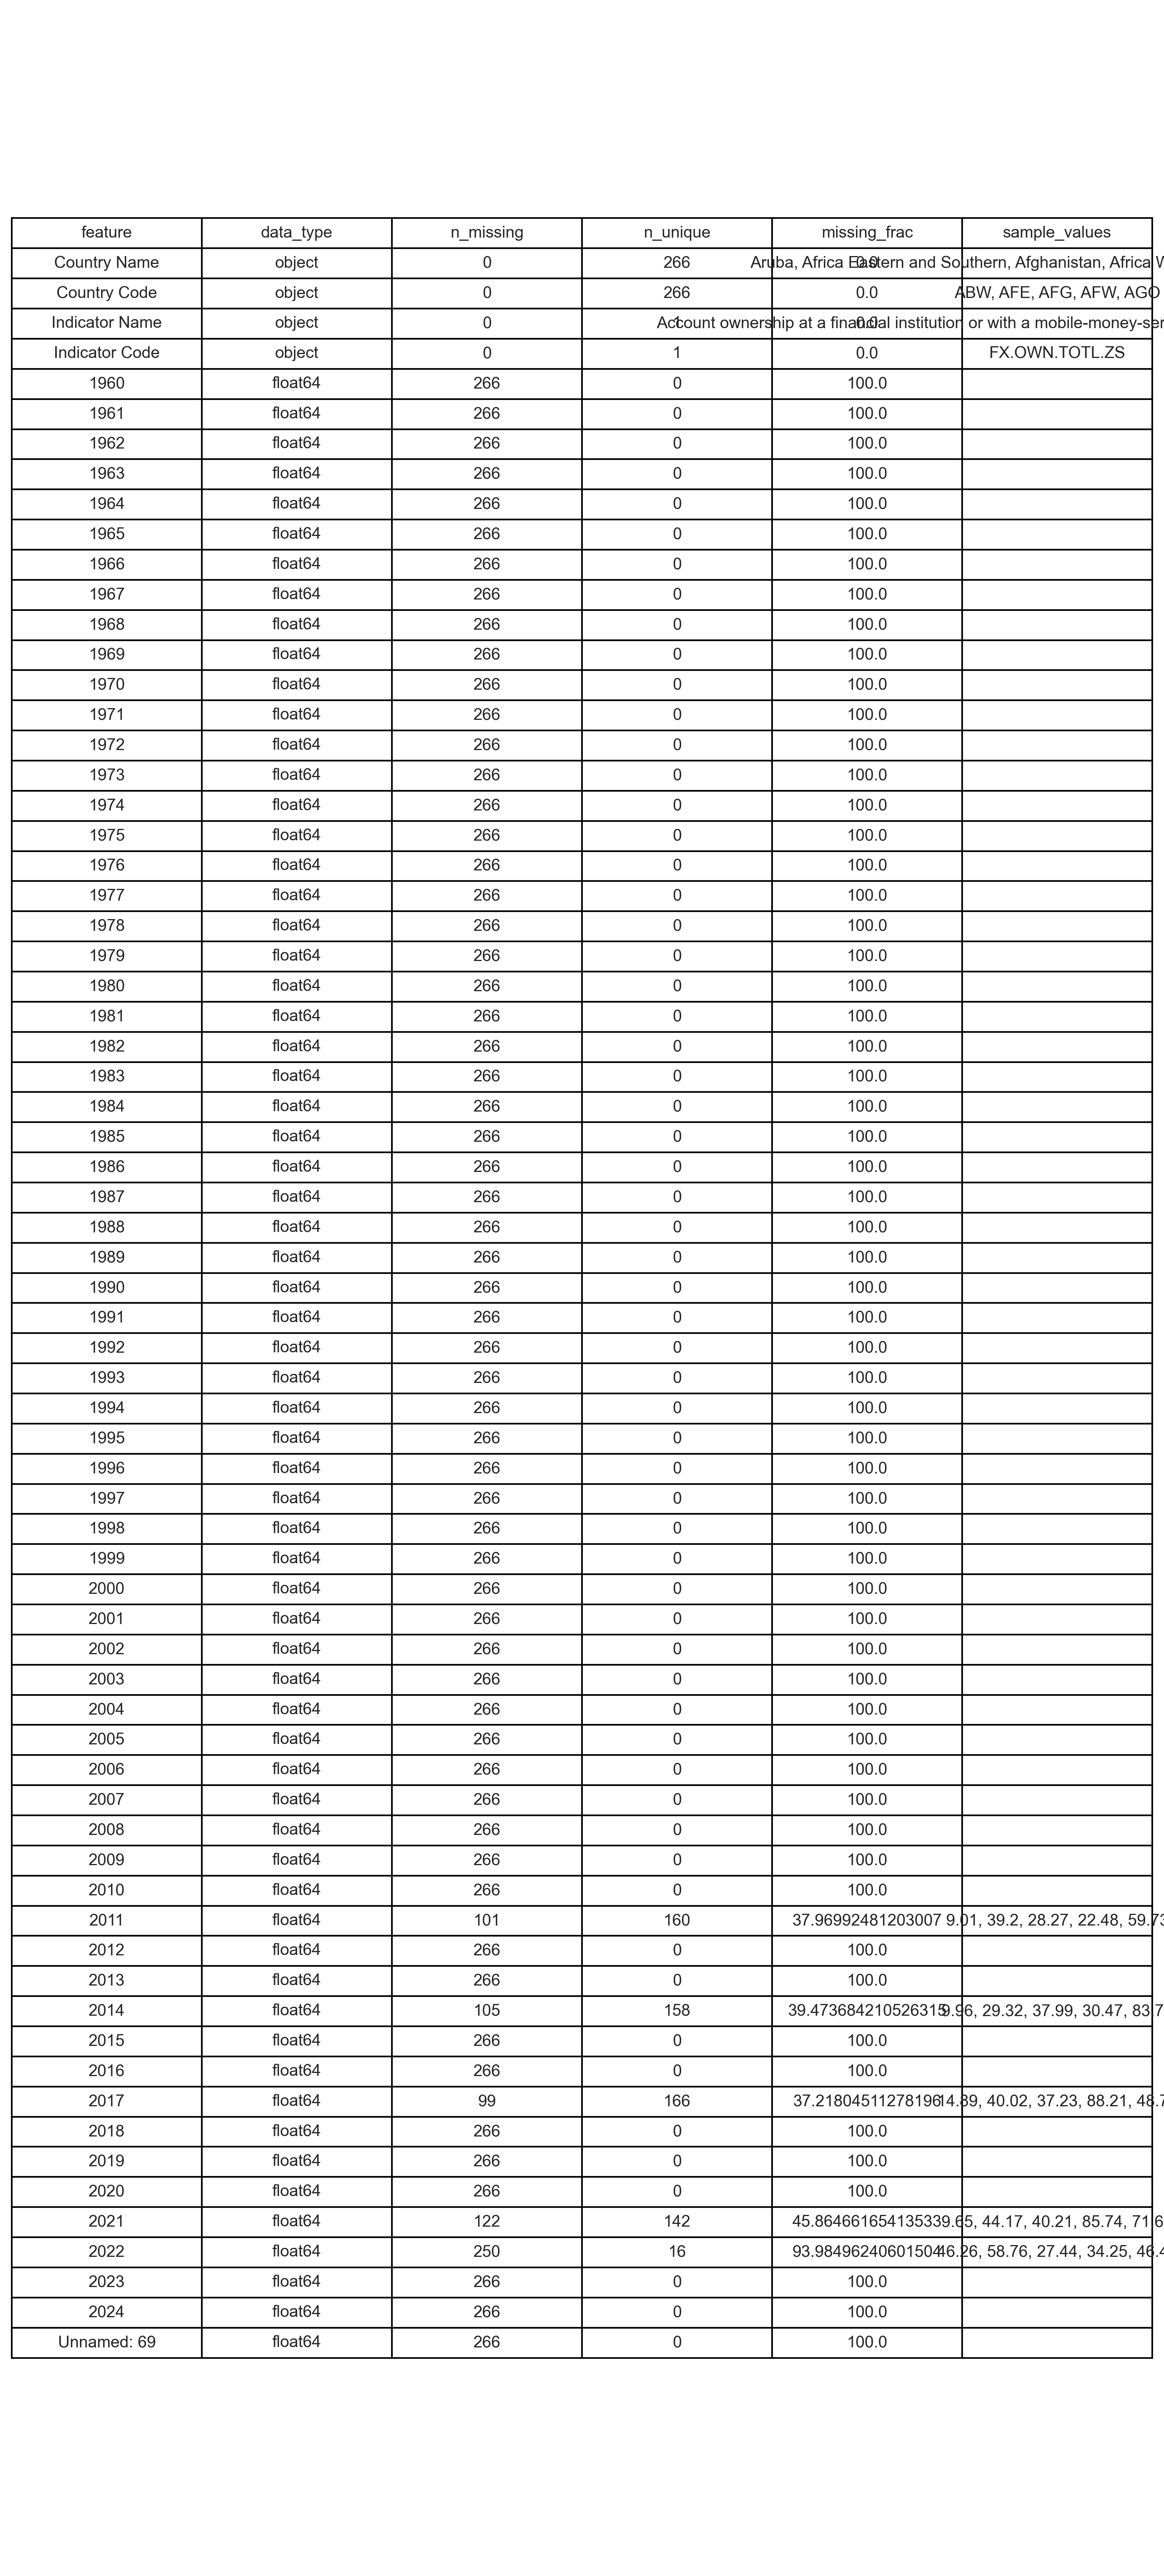 feature data_type n_missing n_unique missing_frac sample_values
Country Name object 0 266 0.0 Aruba, Africa Eastern and Southern, Afghanistan, Africa W
Country Code object 0 266 0.0 ABW, AFE, AFG, AFW, AGO
Indicator Name object 0 1 0.0 Account ownership at a financial institution or with a mobile-money-ser
Indicator Code object 0 1 0.0 FX.OWN.TOTL.ZS
1960 float64 266 0 100.0
1961 float64 266 0 100.0
1962 float64 266 0 100.0
1963 float64 266 0 100.0
1964 float64 266 0 100.0
1965 float64 266 0 100.0
1966 float64 266 0 100.0
1967 float64 266 0 100.0
1968 float64 266 0 100.0
1969 float64 266 0 100.0
1970 float64 266 0 100.0
1971 float64 266 0 100.0
1972 float64 266 0 100.0
1973 float64 266 0 100.0
1974 float64 266 0 100.0
1975 float64 266 0 100.0
1976 float64 266 0 100.0
1977 float64 266 0 100.0
1978 float64 266 0 100.0
1979 float64 266 0 100.0
1980 float64 266 0 100.0
1981 float64 266 0 100.0
1982 float64 266 0 100.0
1983 float64 266 0 100.0
1984 float64 266 0 100.0
1985 float64 266 0 100.0
1986 float64 266 0 100.0
1987 float64 266 0 100.0
1988 float64 266 0 100.0
1989 float64 266 0 100.0
1990 float64 266 0 100.0
1991 float64 266 0 100.0
1992 float64 266 0 100.0
1993 float64 266 0 100.0
1994 float64 266 0 100.0
1995 float64 266 0 100.0
1996 float64 266 0 100.0
1997 float64 266 0 100.0
1998 float64 266 0 100.0
1999 float64 266 0 100.0
2000 float64 266 0 100.0
2001 float64 266 0 100.0
2002 float64 266 0 100.0
2003 float64 266 0 100.0
2004 float64 266 0 100.0
2005 float64 266 0 100.0
2006 float64 266 0 100.0
2007 float64 266 0 100.0
2008 float64 266 0 100.0
2009 float64 266 0 100.0
2010 float64 266 0 100.0
2011 float64 101 160 37.96992481203007 9.01, 39.2, 28.27, 22.48, 59.73
2012 float64 266 0 100.0
2013 float64 266 0 100.0
2014 float64 105 158 39.473684210526315 9.96, 29.32, 37.99, 30.47, 83.7
2015 float64 266 0 100.0
2016 float64 266 0 100.0
2017 float64 99 166 37.21804511278196 14.89, 40.02, 37.23, 88.21, 48.7
2018 float64 266 0 100.0
2019 float64 266 0 100.0
2020 float64 266 0 100.0
2021 float64 122 142 45.86466165413533 9.65, 44.17, 40.21, 85.74, 71.6
2022 float64 250 16 93.98496240601504 46.26, 58.76, 27.44, 34.25, 46.4
2023 float64 266 0 100.0
2024 float64 266 0 100.0
Unnamed: 69 float64 266 0 100.0